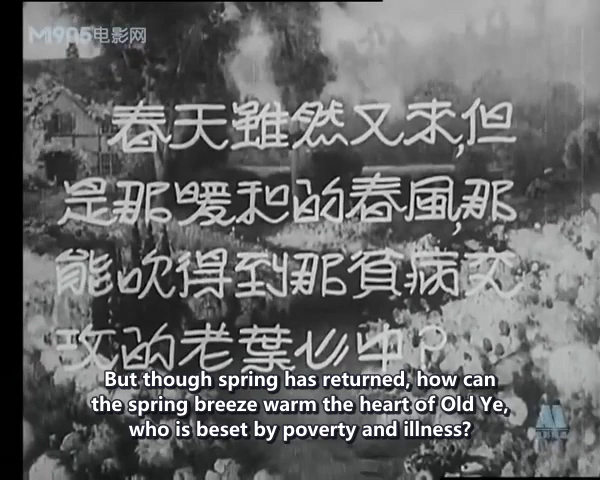 M1905电影网
春天雖然又來,但
是那暖和的春風,那
能吹得到那貧病交
攻的老葉心中?
But though spring has returned, how can
the spring breeze warm the heart of Old Ye,
who is beset by poverty and illness?